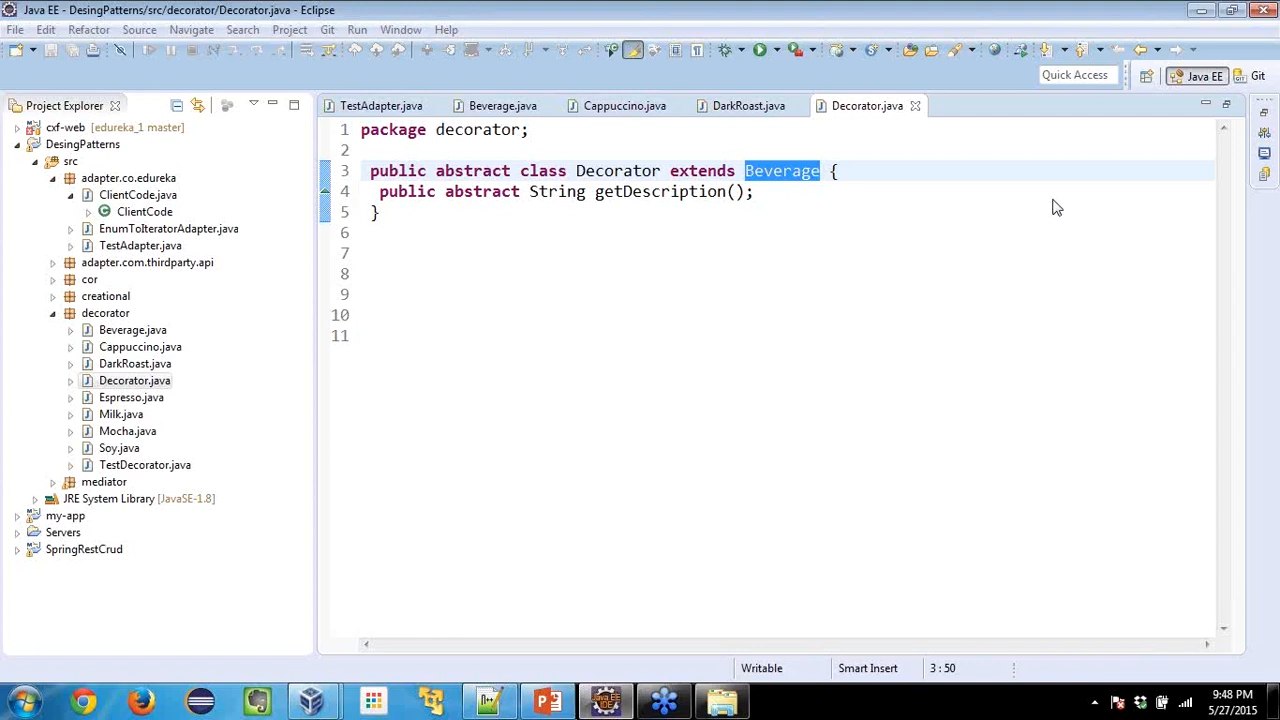 Java EE - DesingPatterns/src/decorator/Decorator.java - Eclipse
File Edit Refactor Source Navigate Search Project Git Run Window Help
Quick Access
Java EE
Git
Project Explorer
cxf-web [edureka_1 master]
DesingPatterns
src
adapter.co.edureka
ClientCode.java
ClientCode
EnumToIteratorAdapter.java
TestAdapter.java
adapter.com.thirdparty.api
cor
creational
decorator
Beverage.java
Cappuccino.java
DarkRoast.java
Decorator.java
Espresso.java
Milk.java
Mocha.java
Soy.java
TestDecorator.java
mediator
JRE System Library [JavaSE-1.8]
my-app
Servers
SpringRestCrud
TestAdapter.java Beverage.java Cappuccino.java DarkRoast.java Decorator.java
1 package decorator;
2
3 public abstract class Decorator extends Beverage {
4 public abstract String getDescription();
5 }
6
7
8
9
10
11
Writable Smart Insert 3 : 50
9:48 PM
5/27/2015